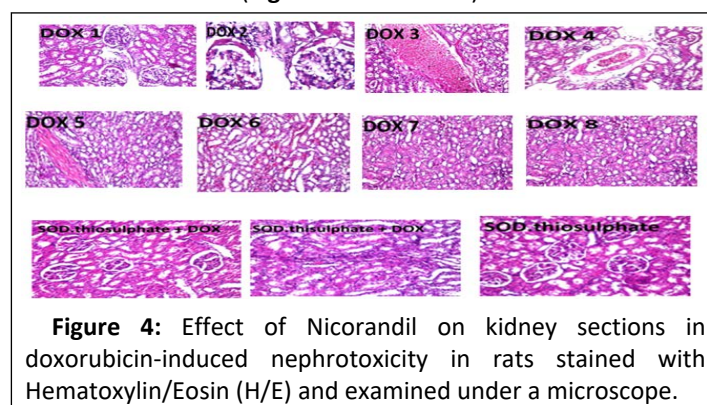 DOX 1 DOX 2 DOX 3 DOX 4
DOX 5 DOX 6 DOX 7 DOX 8
SOD.thiosulphate + DOX SOD.thisulphate + DOX SOD.thiosulphate
Figure 4: Effect of Nicorandil on kidney sections in
doxorubicin-induced nephrotoxicity in rats stained with
Hematoxylin/Eosin (H/E) and examined under a microscope.